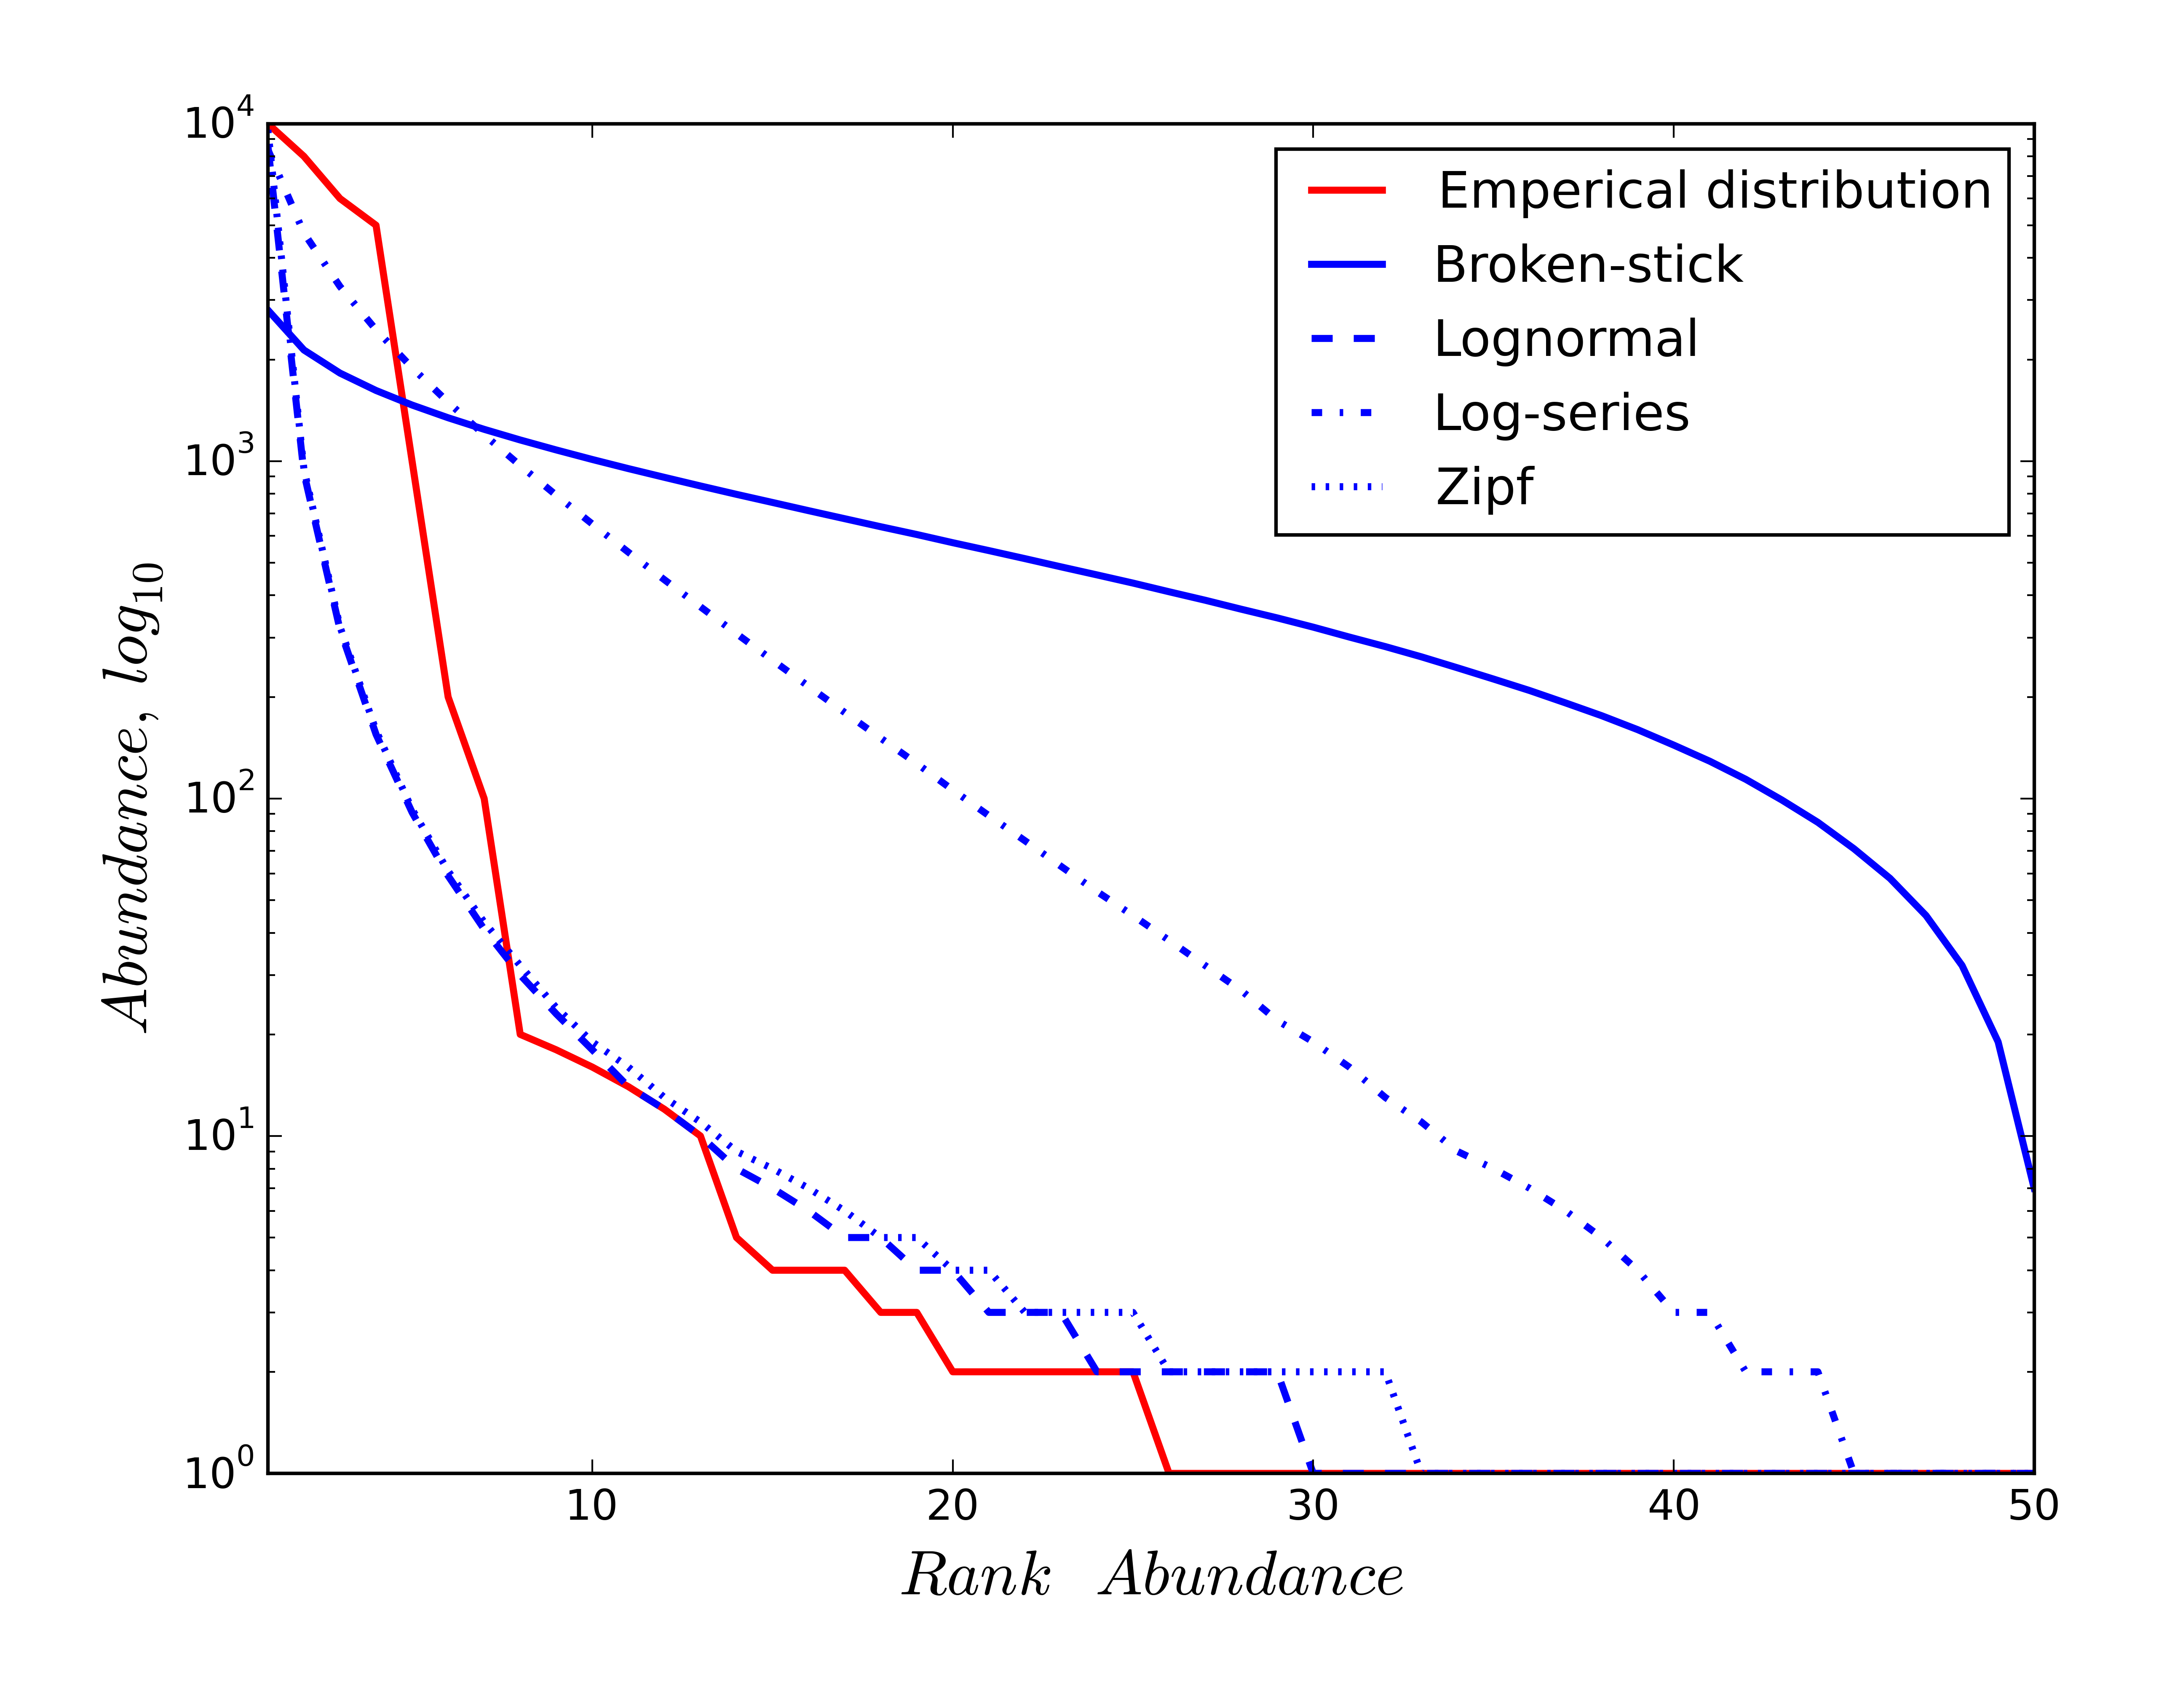 10^4
10^3
10^2
10^1
10^0
Abundance, log_10
Emperical distribution
Broken-stick
Lognormal
Log-series
Zipf
10 20 30 40 50
Rank Abundance